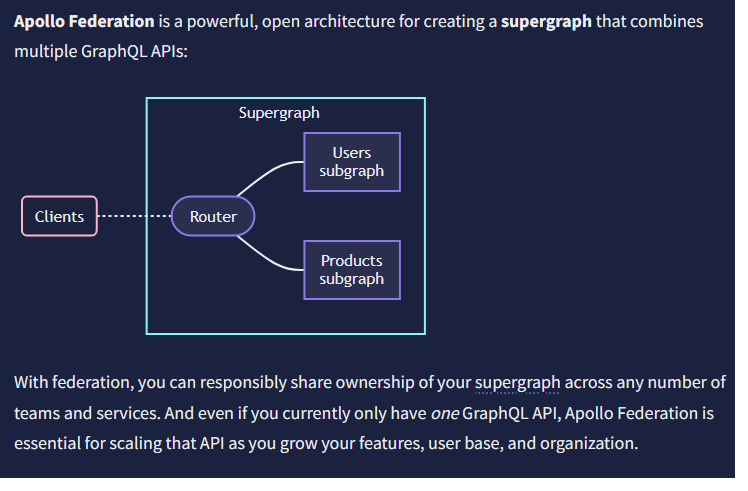 Apollo Federation is a powerful, open architecture for creating a supergraph that combines
multiple GraphQL APIs:
Supergraph
Users
subgraph
Clients
Router
Products
subgraph
With federation, you can responsibly share ownership of your supergraph across any number of
teams and services. And even if you currently only have one GraphQL API, Apollo Federation is
essential for scaling that API as you grow your features, user base, and organization.